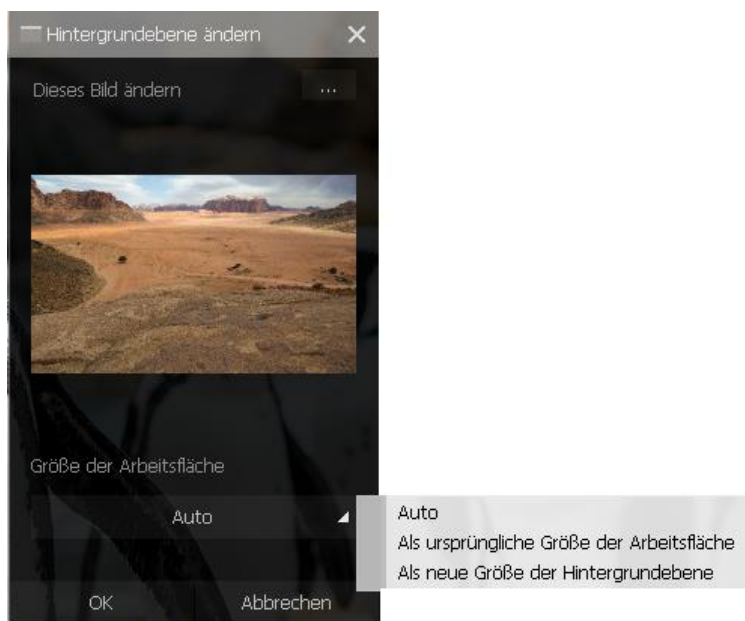 Hintergrundebene ändern
Dieses Bild ändern
...
Größe der Arbeitsfläche
Auto
Auto
Als ursprüngliche Größe der Arbeitsfläche
Als neue Größe der Hintergrundebene
OK
Abbrechen